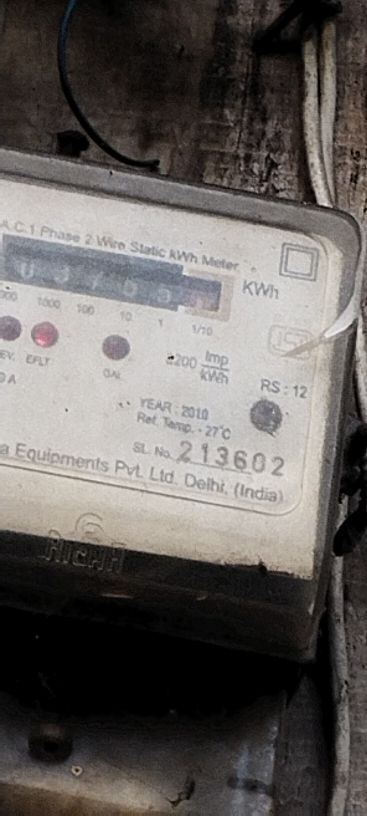 A.C.1 Phase 2 Wire Static kWh Meter
KWh
1000 100 10 1 1/10
EFLT
CAL
Imp
kWh
RS : 12
YEAR : 2010
Ref. Temp. - 27°C
SL. No. 213602
a Equipments Pvt. Ltd. Delhi, (India)